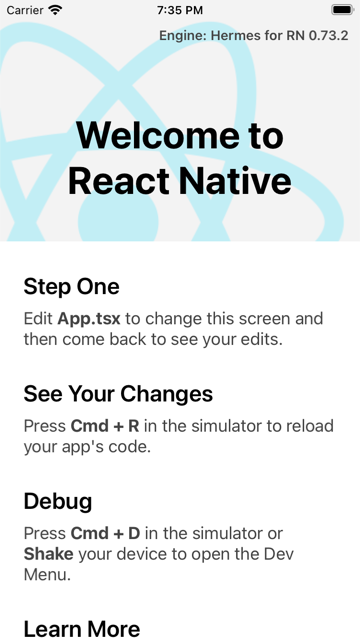 Carrier 7:35 PM
Engine: Hermes for RN 0.73.2
Welcome to
React Native
Step One
Edit App.tsx to change this screen and
then come back to see your edits.
See Your Changes
Press Cmd + R in the simulator to reload
your app's code.
Debug
Press Cmd + D in the simulator or
Shake your device to open the Dev
Menu.
Learn More